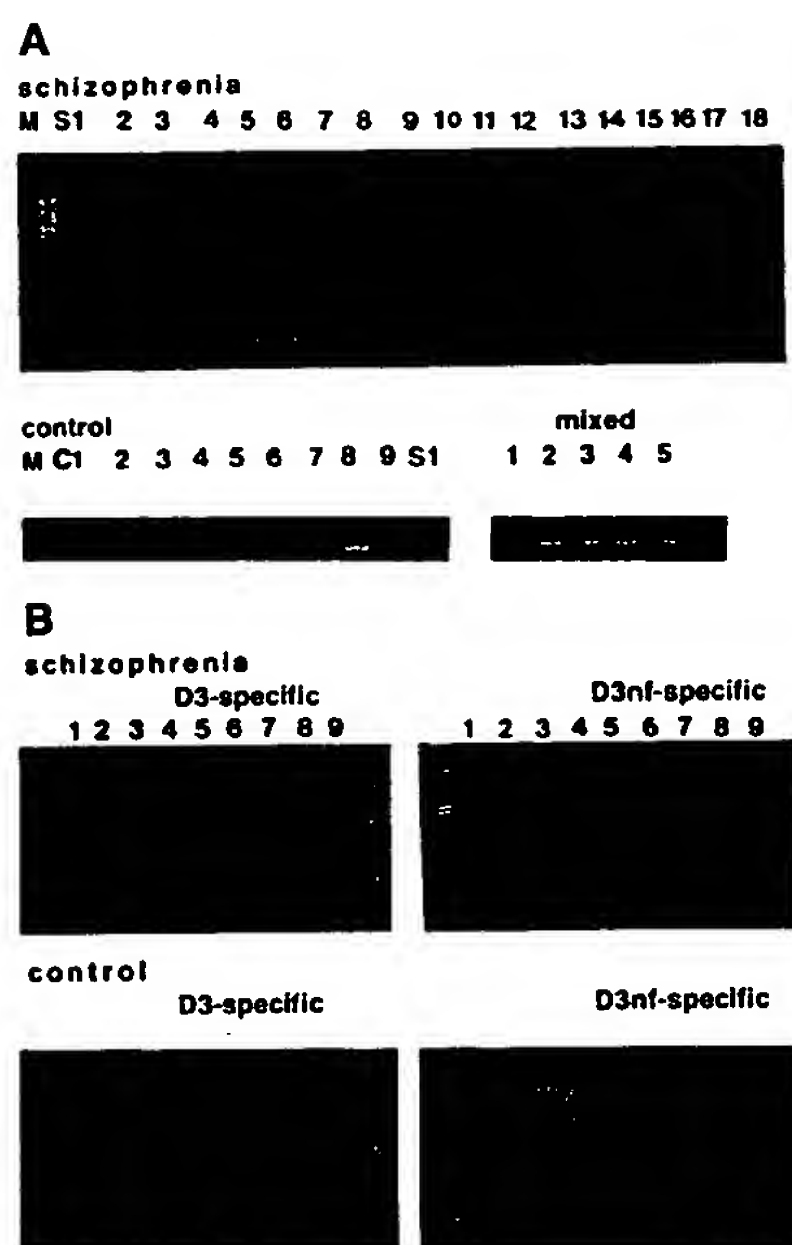 A
schizophrenia
M S1 2 3 4 5 6 7 8 9 10 11 12 13 14 15 16 17 18
control
mixed
M C1 2 3 4 5 6 7 8 9 S1
1 2 3 4 5
B
schizophrenia
D3-specific
D3nf-specific
1 2 3 4 5 6 7 8 9
1 2 3 4 5 6 7 8 9
control
D3-specific
D3nf-specific